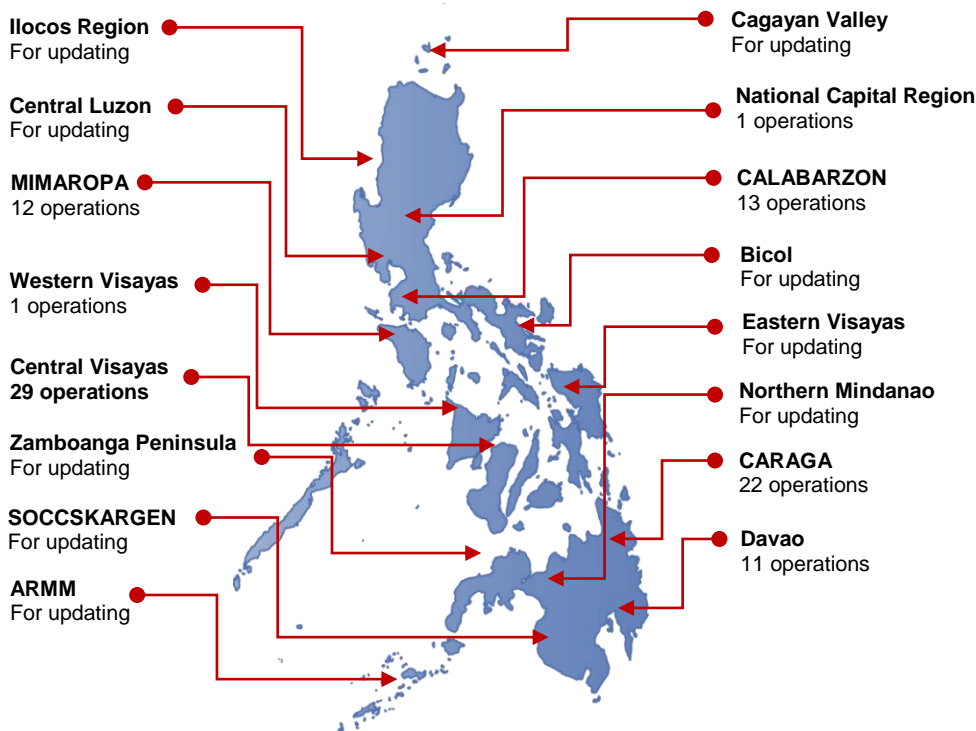 Ilocos Region
For updating
Central Luzon
For updating
MIMAROPA
12 operations
Western Visayas
1 operations
Central Visayas
29 operations
Zamboanga Peninsula
For updating
SOCCSKARGEN
For updating
ARMM
For updating
Cagayan Valley
For updating
National Capital Region
1 operations
CALABARZON
13 operations
Bicol
For updating
Eastern Visayas
For updating
Northern Mindanao
For updating
CARAGA
22 operations
Davao
11 operations